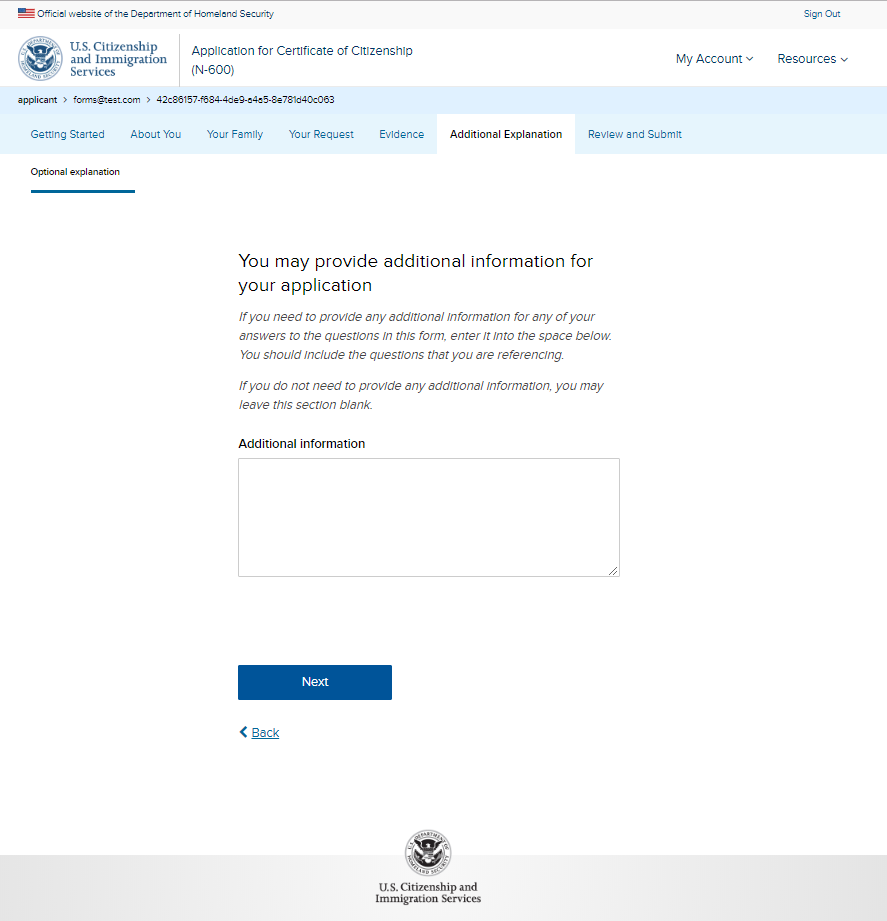 Official website of the Department of Homeland Security
Sign Out
U.S. Citizenship
and Immigration
Services
Application for Certificate of Citizenship
(N-600)
My Account
Resources
applicant > forms@test.com > 42c86157-f684-4de9-a4a5-8e781d40c063
Getting Started
About You
Your Family
Your Request
Evidence
Additional Explanation
Review and Submit
Optional explanation
You may provide additional information for
your application
If you need to provide any additional information for any of your
answers to the questions in this form, enter it into the space below.
You should include the questions that you are referencing.
If you do not need to provide any additional information, you may
leave this section blank.
Additional information
Next
Back
U.S. Citizenship and
Immigration Services